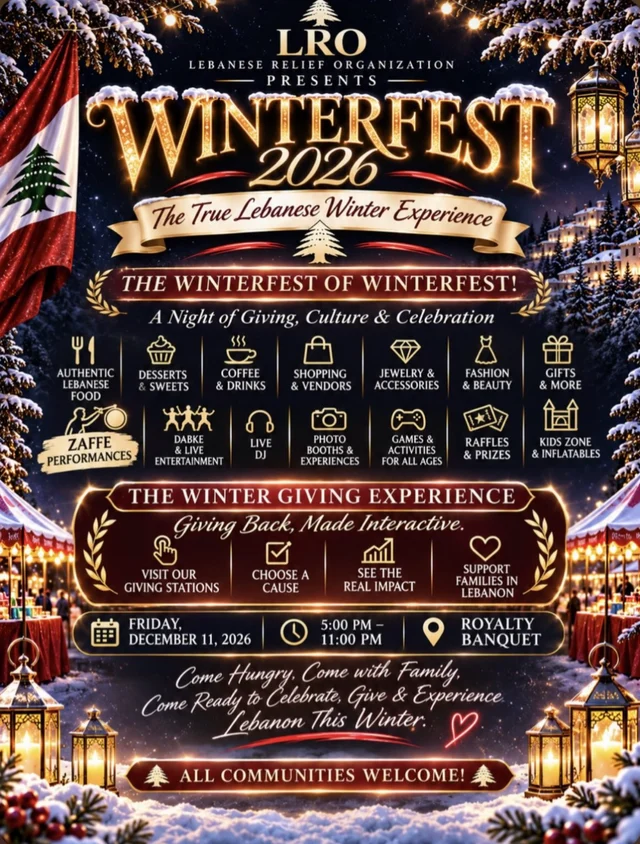 LRO
LEBANESE RELIEF ORGANIZATION
PRESENTS
WINTERFEST
2026
The True Lebanese Winter Experience
THE WINTERFEST OF WINTERFEST!
A Night of Giving, Culture & Celebration
AUTHENTIC
LEBANESE
FOOD
DESSERTS
& SWEETS
COFFEE
& DRINKS
SHOPPING
& VENDORS
JEWELRY &
ACCESSORIES
FASHION
& BEAUTY
GIFTS
& MORE
ZAFFE
PERFORMANCES
DABKE
& LIVE
ENTERTAINMENT
LIVE
DJ
PHOTO
BOOTHS &
EXPERIENCES
GAMES &
ACTIVITIES
FOR ALL AGES
RAFFLES
& PRIZES
KIDS ZONE
& INFLATABLES
THE WINTER GIVING EXPERIENCE
Giving Back, Made Interactive.
VISIT OUR
GIVING STATIONS
CHOOSE A
CAUSE
SEE THE
REAL IMPACT
SUPPORT
FAMILIES IN
LEBANON
FRIDAY,
DECEMBER 11, 2026
5:00 PM –
11:00 PM
ROYALTY
BANQUET
Come Hungry, Come with Family,
Come Ready to Celebrate, Give & Experience
Lebanon This Winter.
ALL COMMUNITIES WELCOME!